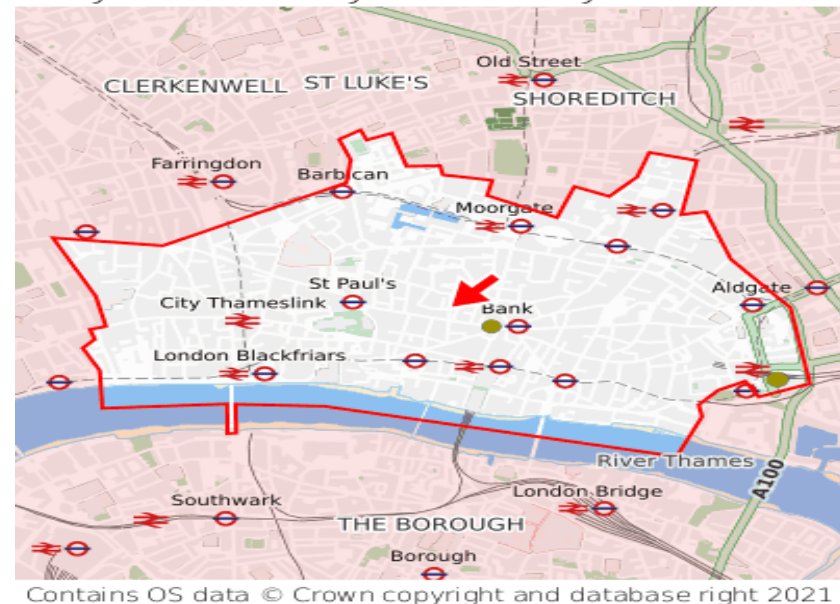 Old Street
CLERKENWELL
ST LUKE'S
SHOREDITCH
Farringdon
Barbican
Moorgate
St Paul's
Aldgate
City Thameslink
Bank
London Blackfriars
River Thames
A100
Southwark
London Bridge
THE BOROUGH
Borough
Contains OS data © Crown copyright and database right 2021